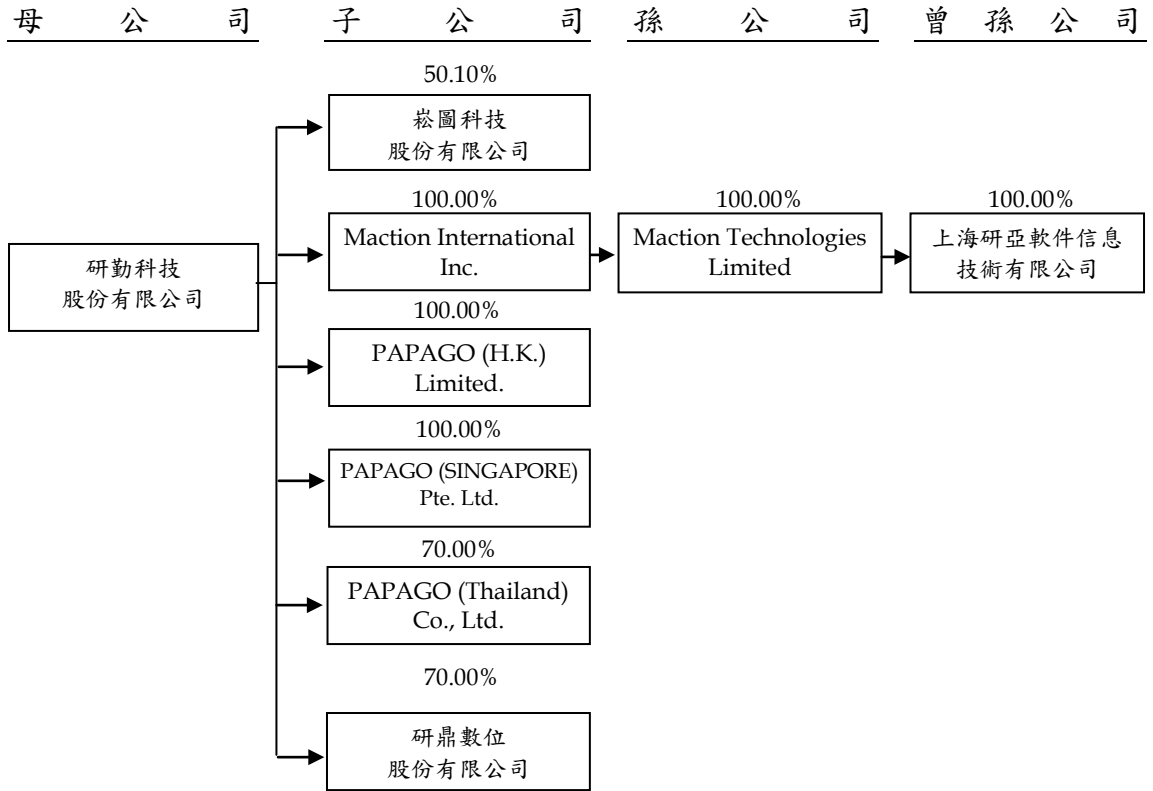 母公司 子公司 孫公司 曾孫公司
50.10%
崧圖科技
股份有限公司
100.00% 100.00% 100.00%
Maction International
Inc.
Maction Technologies
Limited
上海研亞軟件信息
技術有限公司
研勤科技
股份有限公司
100.00%
PAPAGO (H.K.)
Limited.
100.00%
PAPAGO (SINGAPORE)
Pte. Ltd.
70.00%
PAPAGO (Thailand)
Co., Ltd.
70.00%
研鼎數位
股份有限公司